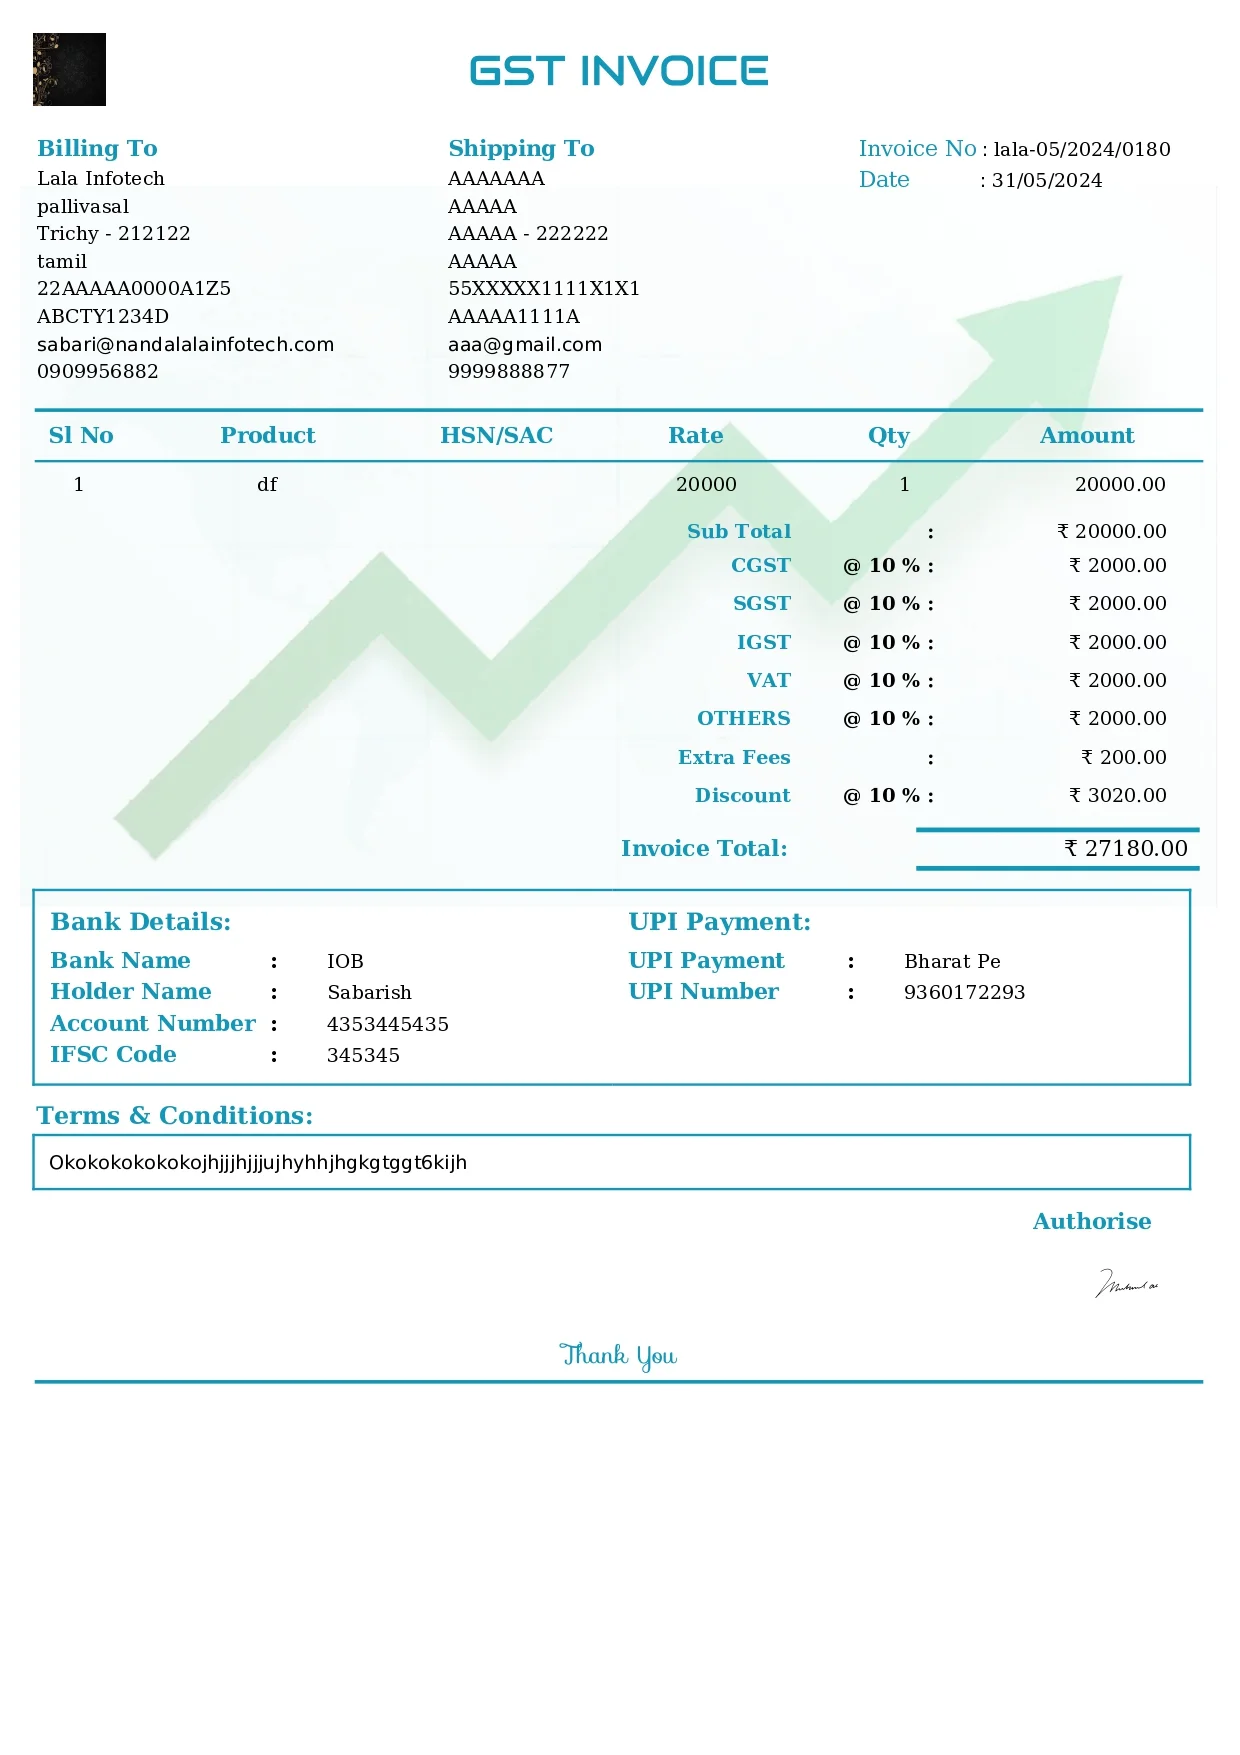 GST INVOICE
Billing To
Lala Infotech
pallivasal
Trichy - 212122
tamil
22AAAAA0000A1Z5
ABCTY1234D
sabari@nandalalainfotech.com
0909956882
Shipping To
AAAAAAA
AAAAA
AAAAA - 222222
AAAAA
55XXXXX1111X1X1
AAAAA1111A
aaa@gmail.com
9999888877
Invoice No : lala-05/2024/0180
Date : 31/05/2024
Sl No Product HSN/SAC Rate Qty Amount
1 df 20000 1 20000.00
Sub Total : ₹ 20000.00
CGST @ 10 % : ₹ 2000.00
SGST @ 10 % : ₹ 2000.00
IGST @ 10 % : ₹ 2000.00
VAT @ 10 % : ₹ 2000.00
OTHERS @ 10 % : ₹ 2000.00
Extra Fees : ₹ 200.00
Discount @ 10 % : ₹ 3020.00
Invoice Total: ₹ 27180.00
Bank Details:
Bank Name : IOB
Holder Name : Sabarish
Account Number : 4353445435
IFSC Code : 345345
UPI Payment:
UPI Payment : Bharat Pe
UPI Number : 9360172293
Terms & Conditions:
Okokokokokokojhjjjhjjjujhyhhjhgkgtggt6kijh
Authorise
Thank You